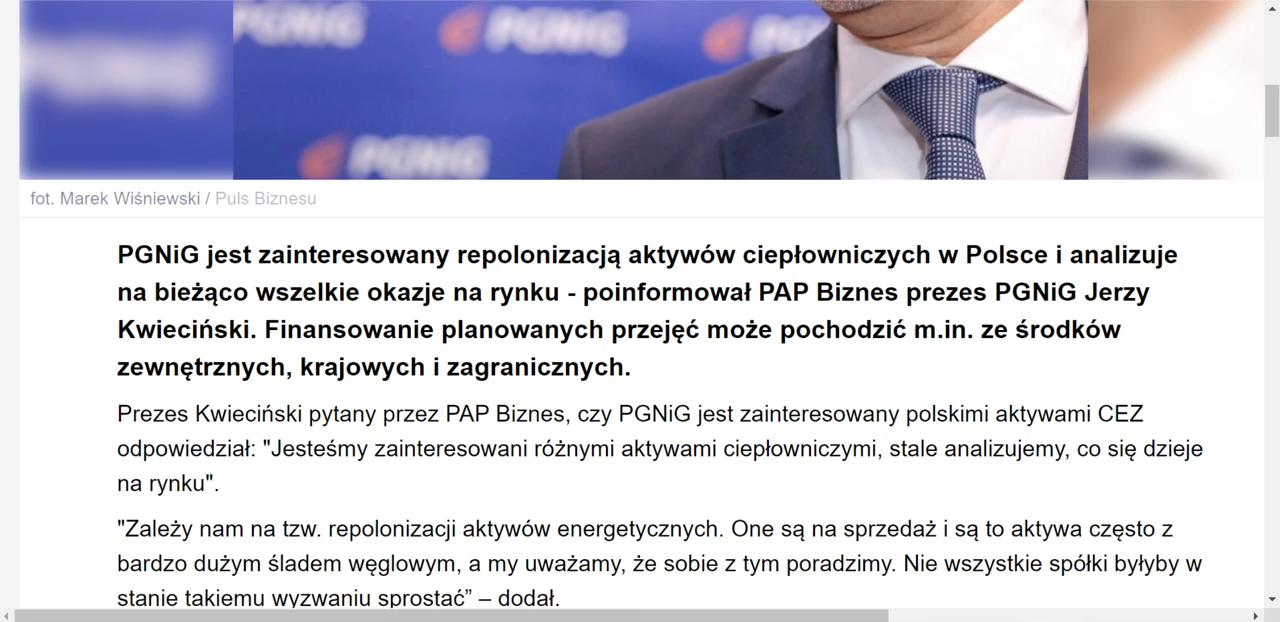 PGNiG PGNiG PGNiG PG
PGNiG
fot. Marek Wiśniewski / Puls Biznesu
PGNiG jest zainteresowany repolonizacją aktywów ciepłowniczych w Polsce i analizuje
na bieżąco wszelkie okazje na rynku - poinformował PAP Biznes prezes PGNiG Jerzy
Kwieciński. Finansowanie planowanych przejęć może pochodzić m.in. ze środków
zewnętrznych, krajowych i zagranicznych.
Prezes Kwieciński pytany przez PAP Biznes, czy PGNiG jest zainteresowany polskimi aktywami CEZ
odpowiedział: "Jesteśmy zainteresowani różnymi aktywami ciepłowniczymi, stale analizujemy, co się dzieje
na rynku".
"Zależy nam na tzw. repolonizacji aktywów energetycznych. One są na sprzedaż i są to aktywa często z
bardzo dużym śladem węglowym, a my uważamy, że sobie z tym poradzimy. Nie wszystkie spółki byłyby w
stanie takiemu wyzwaniu sprostać” – dodał.